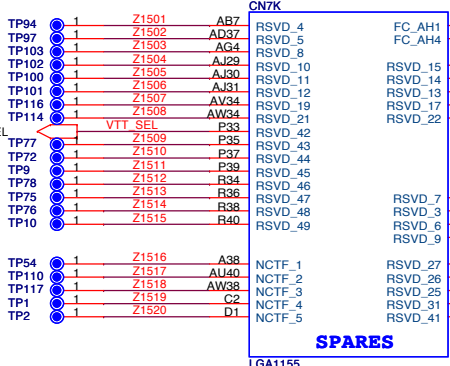 CN7K
TP94 1 Z1501 AB7 RSVD_4 FC_AH1
TP97 1 Z1502 AD37 RSVD_5 FC_AH4
TP103 1 Z1503 AG4 RSVD_8
TP102 1 Z1504 AJ29 RSVD_10 RSVD_15
TP100 1 Z1505 AJ30 RSVD_11 RSVD_14
TP101 1 Z1506 AJ31 RSVD_12 RSVD_13
TP116 1 Z1507 AV34 RSVD_19 RSVD_17
TP114 1 Z1508 AW34 RSVD_21 RSVD_22
EL VTT_SEL P33 RSVD_42
TP77 1 Z1509 P35 RSVD_43
TP72 1 Z1510 P37 RSVD_44
TP9 1 Z1511 P39 RSVD_45
TP78 1 Z1512 R34 RSVD_46
TP75 1 Z1513 R36 RSVD_47 RSVD_7
TP76 1 Z1514 R38 RSVD_48 RSVD_3
TP10 1 Z1515 R40 RSVD_49 RSVD_6
RSVD_9
TP54 1 Z1516 A38 NCTF_1 RSVD_27
TP110 1 Z1517 AU40 NCTF_2 RSVD_26
TP117 1 Z1518 AW38 NCTF_3 RSVD_25
TP1 1 Z1519 C2 NCTF_4 RSVD_31
TP2 1 Z1520 D1 NCTF_5 RSVD_41
SPARES
LGA1155